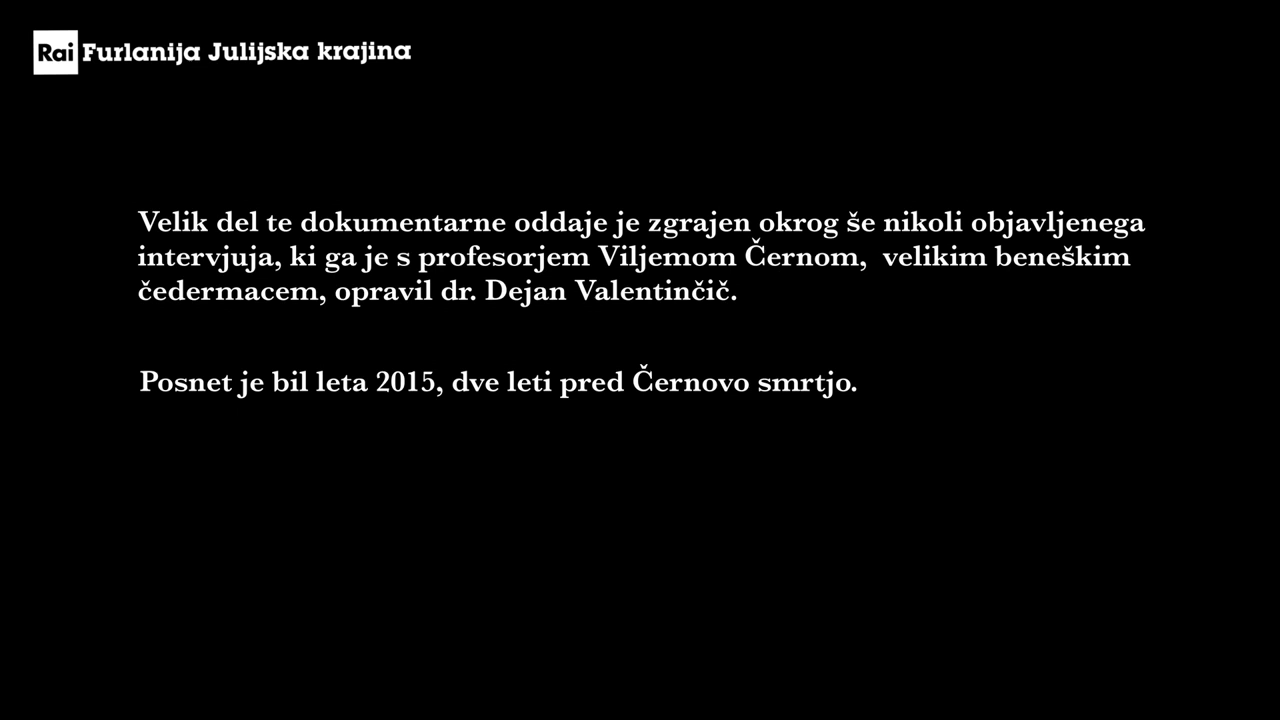 Rai Furlanija Julijska krajina
Velik del te dokumentarne oddaje je zgrajen okrog še nikoli objavljenega
intervjuja, ki ga je s profesorjem Viljemom Černom,  velikim beneškim
čedermacem, opravil dr. Dejan Valentinčič.
Posnet je bil leta 2015, dve leti pred Černovo smrtjo.